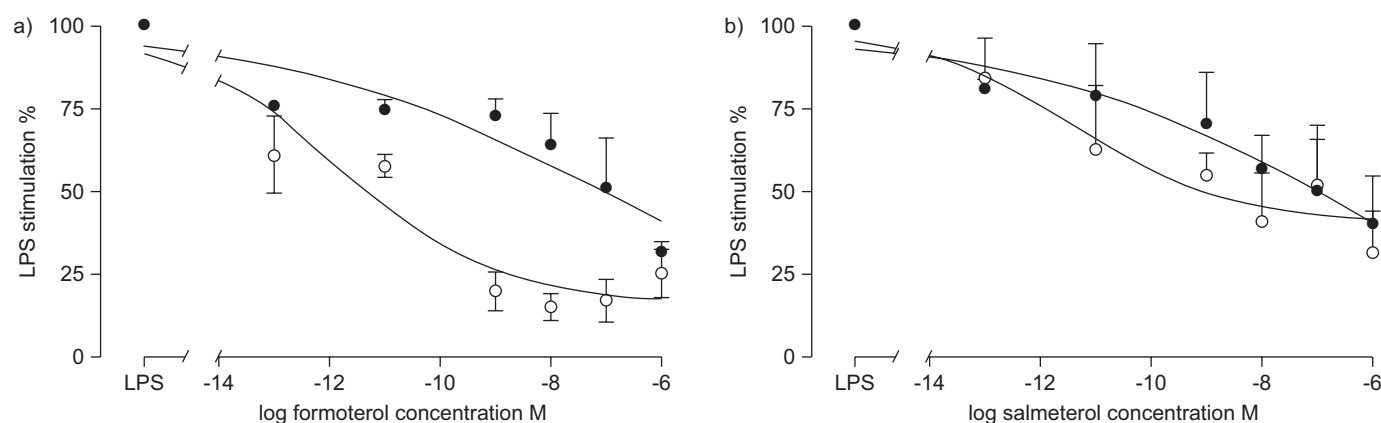 a)
LPS stimulation %
100
75
50
25
0
LPS -14 -12 -10 -8 -6
log formoterol concentration M
b)
LPS stimulation %
100
75
50
25
0
LPS -14 -12 -10 -8 -6
log salmeterol concentration M